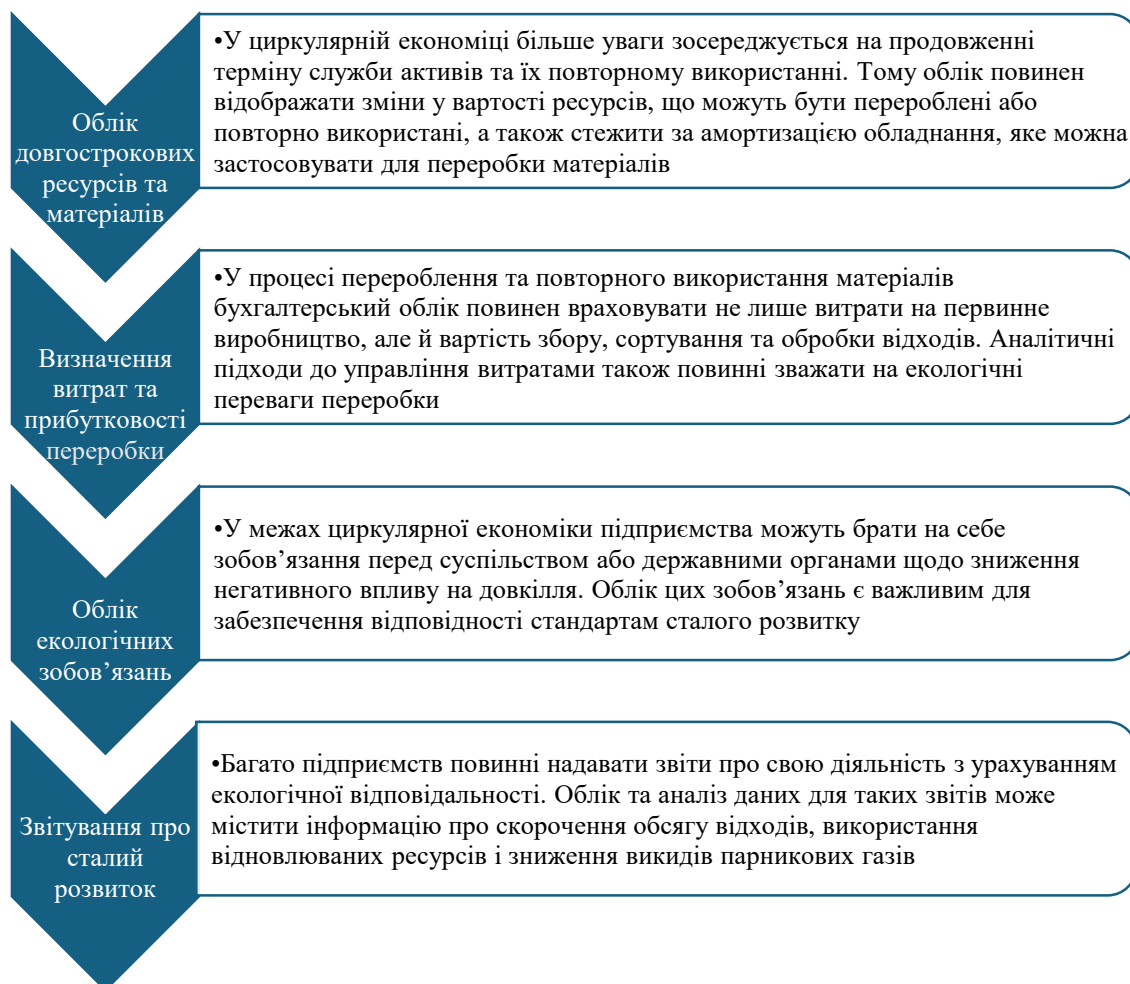 Облік
довгострокових
ресурсів та
матеріалів
•У циркулярній економіці більше уваги зосереджується на продовженні
терміну служби активів та їх повторному використанні. Тому облік повинен
відображати зміни у вартості ресурсів, що можуть бути перероблені або
повторно використані, а також стежити за амортизацією обладнання, яке можна
застосовувати для переробки матеріалів
Визначення
витрат та
прибутковості
переробки
•У процесі перероблення та повторного використання матеріалів
бухгалтерський облік повинен враховувати не лише витрати на первинне
виробництво, але й вартість збору, сортування та обробки відходів. Аналітичні
підходи до управління витратами також повинні зважати на екологічні
переваги переробки
Облік
екологічних
зобов’язань
•У межах циркулярної економіки підприємства можуть брати на себе
зобов’язання перед суспільством або державними органами щодо зниження
негативного впливу на довкілля. Облік цих зобов’язань є важливим для
забезпечення відповідності стандартам сталого розвитку
Звітування про
сталий
розвиток
•Багато підприємств повинні надавати звіти про свою діяльність з урахуванням
екологічної відповідальності. Облік та аналіз даних для таких звітів може
містити інформацію про скорочення обсягу відходів, використання
відновлюваних ресурсів і зниження викидів парникових газів